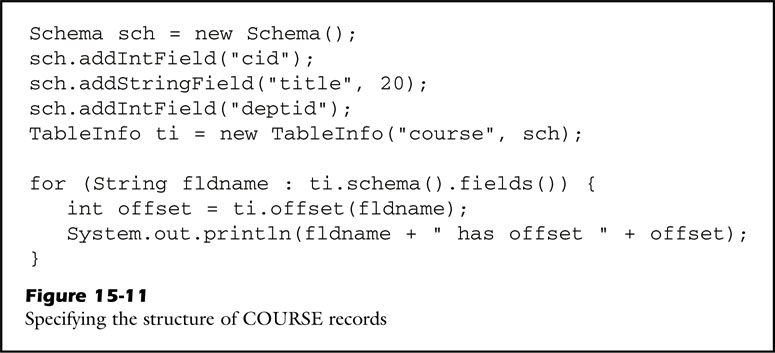 Schema sch = new Schema();
sch.addIntField("cid");
sch.addStringField("title", 20);
sch.addIntField("deptid");
TableInfo ti = new TableInfo("course", sch);

for (String fldname : ti.schema().fields()) {
   int offset = ti.offset(fldname);
   System.out.println(fldname + " has offset " + offset);
}
Figure 15-11
Specifying the structure of COURSE records